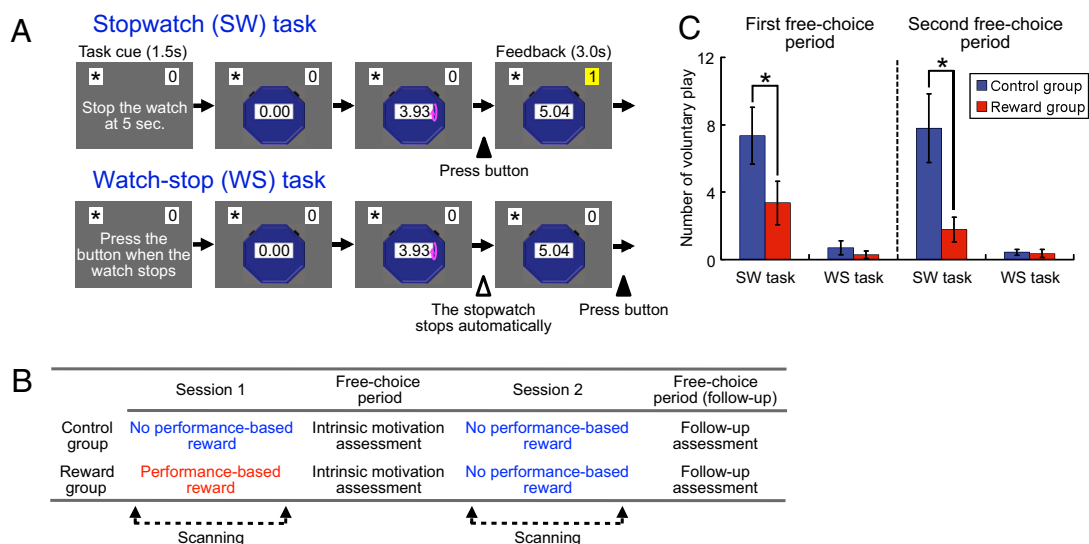 A
Stopwatch (SW) task
Task cue (1.5s)
Feedback (3.0s)
* 0
Stop the watch
at 5 sec.
* 0
0.00
* 0
3.93
* 1
5.04
Press button
Watch-stop (WS) task
* 0
Press the
button when the
watch stops
* 0
0.00
* 0
3.93
* 0
5.04
The stopwatch
stops automatically
Press button
B
Session 1
Free-choice
period
Session 2
Free-choice
period (follow-up)
Control
group
No performance-based
reward
Intrinsic motivation
assessment
No performance-based
reward
Follow-up
assessment
Reward
group
Performance-based
reward
Intrinsic motivation
assessment
No performance-based
reward
Follow-up
assessment
Scanning
Scanning
C
First free-choice
period
Second free-choice
period
Number of voluntary play
12
8
4
0
*
*
Control group
Reward group
SW task
WS task
SW task
WS task